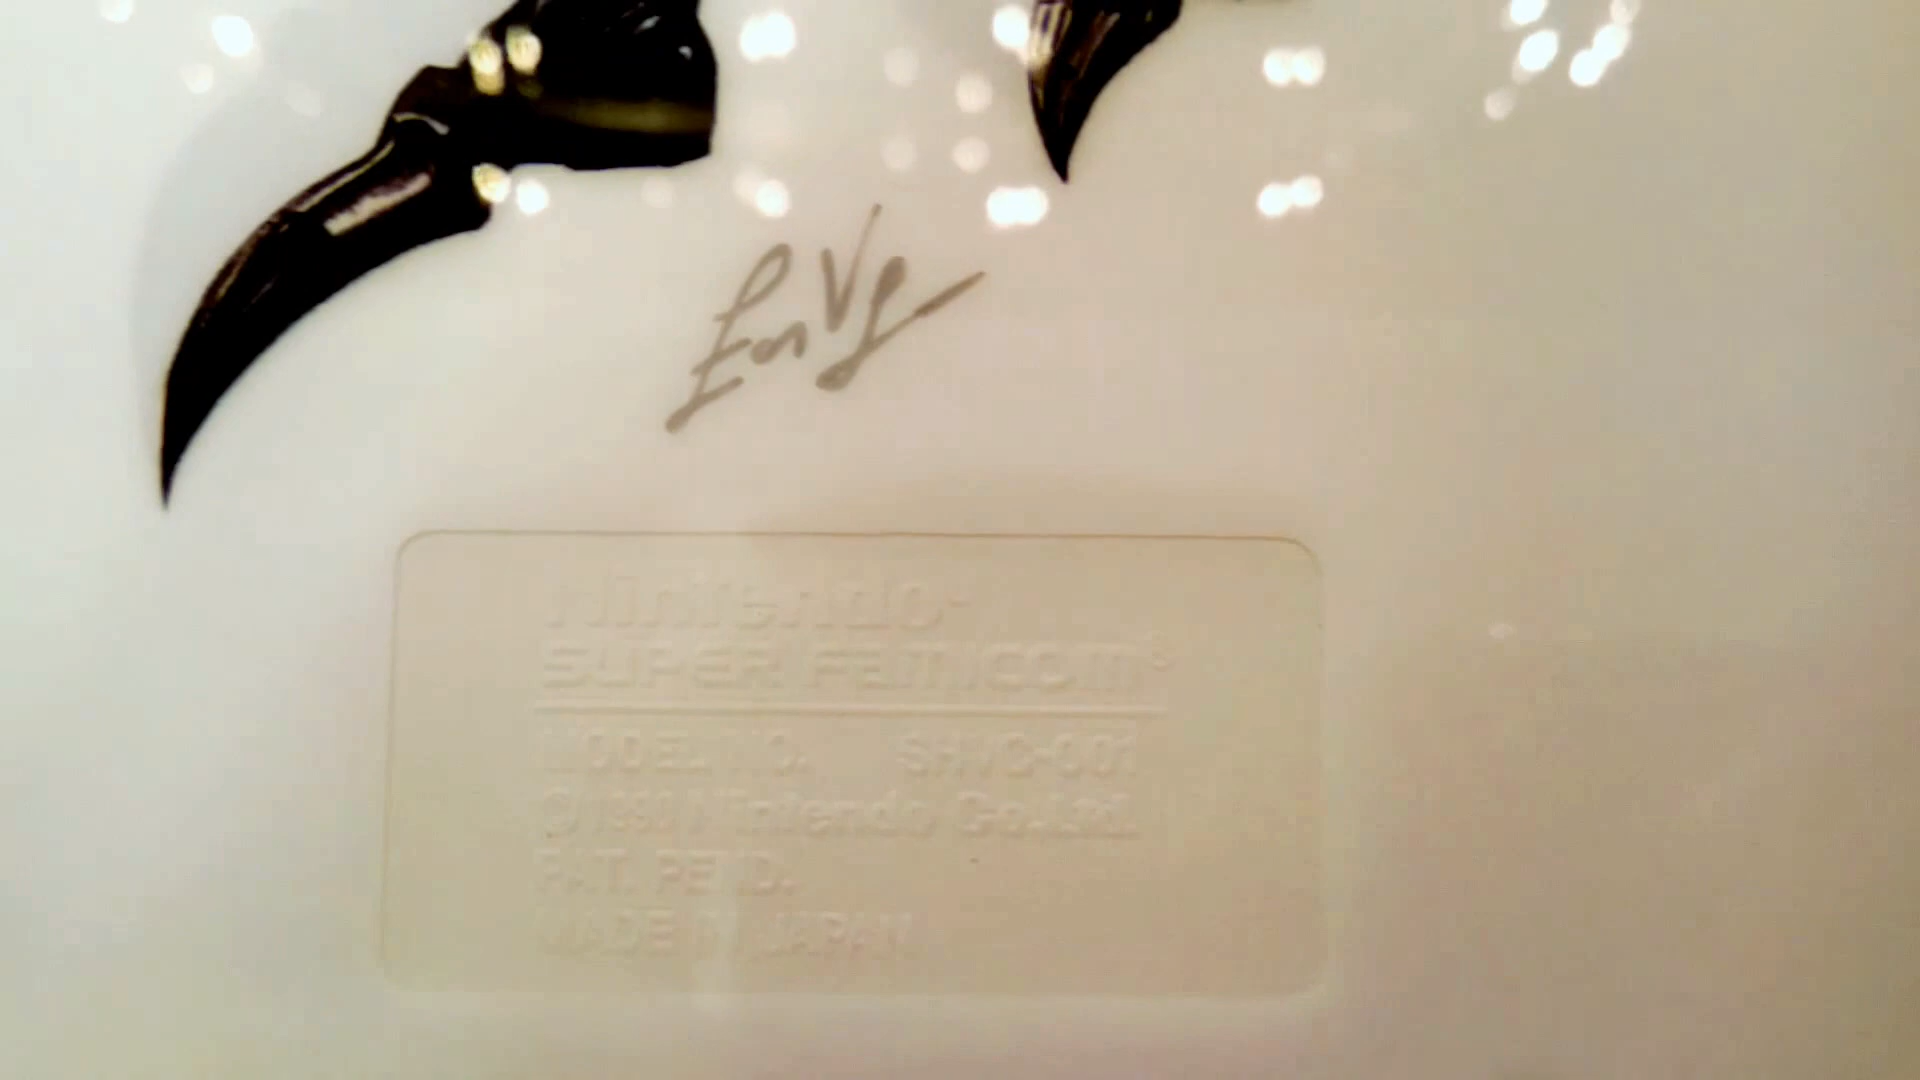 Nintendo
SUPER FAMICOM
MODEL NO. SHVC-001
©1990 Nintendo Co., Ltd.
PAT. PEND.
MADE IN JAPAN